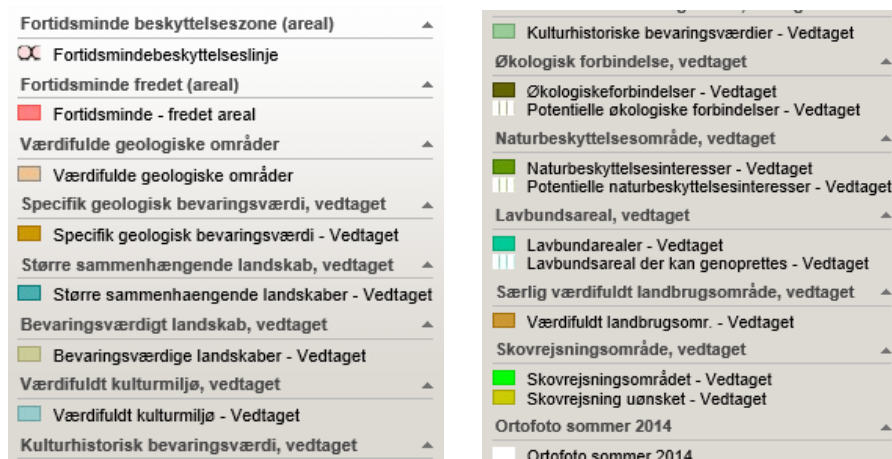 Fortidsminde beskyttelseszone (areal)
Fortidsmindebeskyttelseslinje
Fortidsminde fredet (areal)
Fortidsminde - fredet areal
Værdifulde geologiske områder
Værdifulde geologiske områder
Specifik geologisk bevaringsværdi, vedtaget
Specifik geologisk bevaringsværdi - Vedtaget
Større sammenhængende landskab, vedtaget
Større sammenhaengende landskaber - Vedtaget
Bevaringsværdigt landskab, vedtaget
Bevaringsværdige landskaber - Vedtaget
Værdifuldt kulturmiljø, vedtaget
Værdifuldt kulturmiljø - Vedtaget
Kulturhistorisk bevaringsværdi, vedtaget
Kulturhistoriske bevaringsværdier - Vedtaget
Økologisk forbindelse, vedtaget
Økologiskeforbindelser - Vedtaget
Potentielle økologiske forbindelser - Vedtaget
Naturbeskyttelsesområde, vedtaget
Naturbeskyttelsesinteresser - Vedtaget
Potentielle naturbeskyttelsesinteresser - Vedtaget
Lavbundsareal, vedtaget
Lavbundarealer - Vedtaget
Lavbundsareal der kan genoprettes - Vedtaget
Særlig værdifuldt landbrugsområde, vedtaget
Værdifuldt landbrugsomr. - Vedtaget
Skovrejsningsområde, vedtaget
Skovrejsningsområdet - Vedtaget
Skovrejsning uønsket - Vedtaget
Ortofoto sommer 2014
Ortofoto sommer 2014